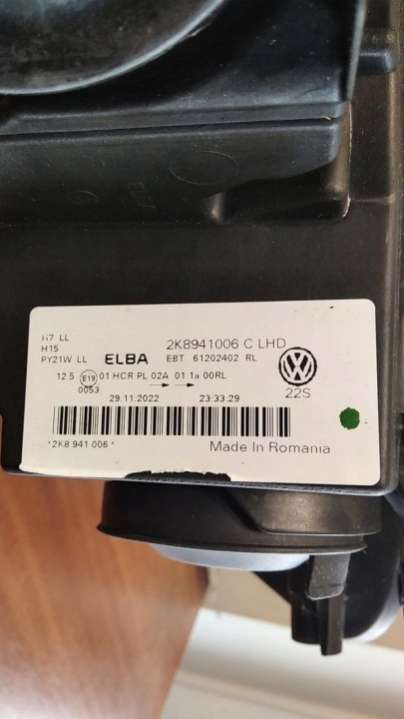 H7 LL
H15
PY21W LL
ELBA
2K8941006 C LHD
EBT 61202402 RL
12.5 E19 01 HCR PL 02A 01 1a 00RL
0053
22S
29.11.2022 23:33:29
*2K8 941 006*
Made In Romania